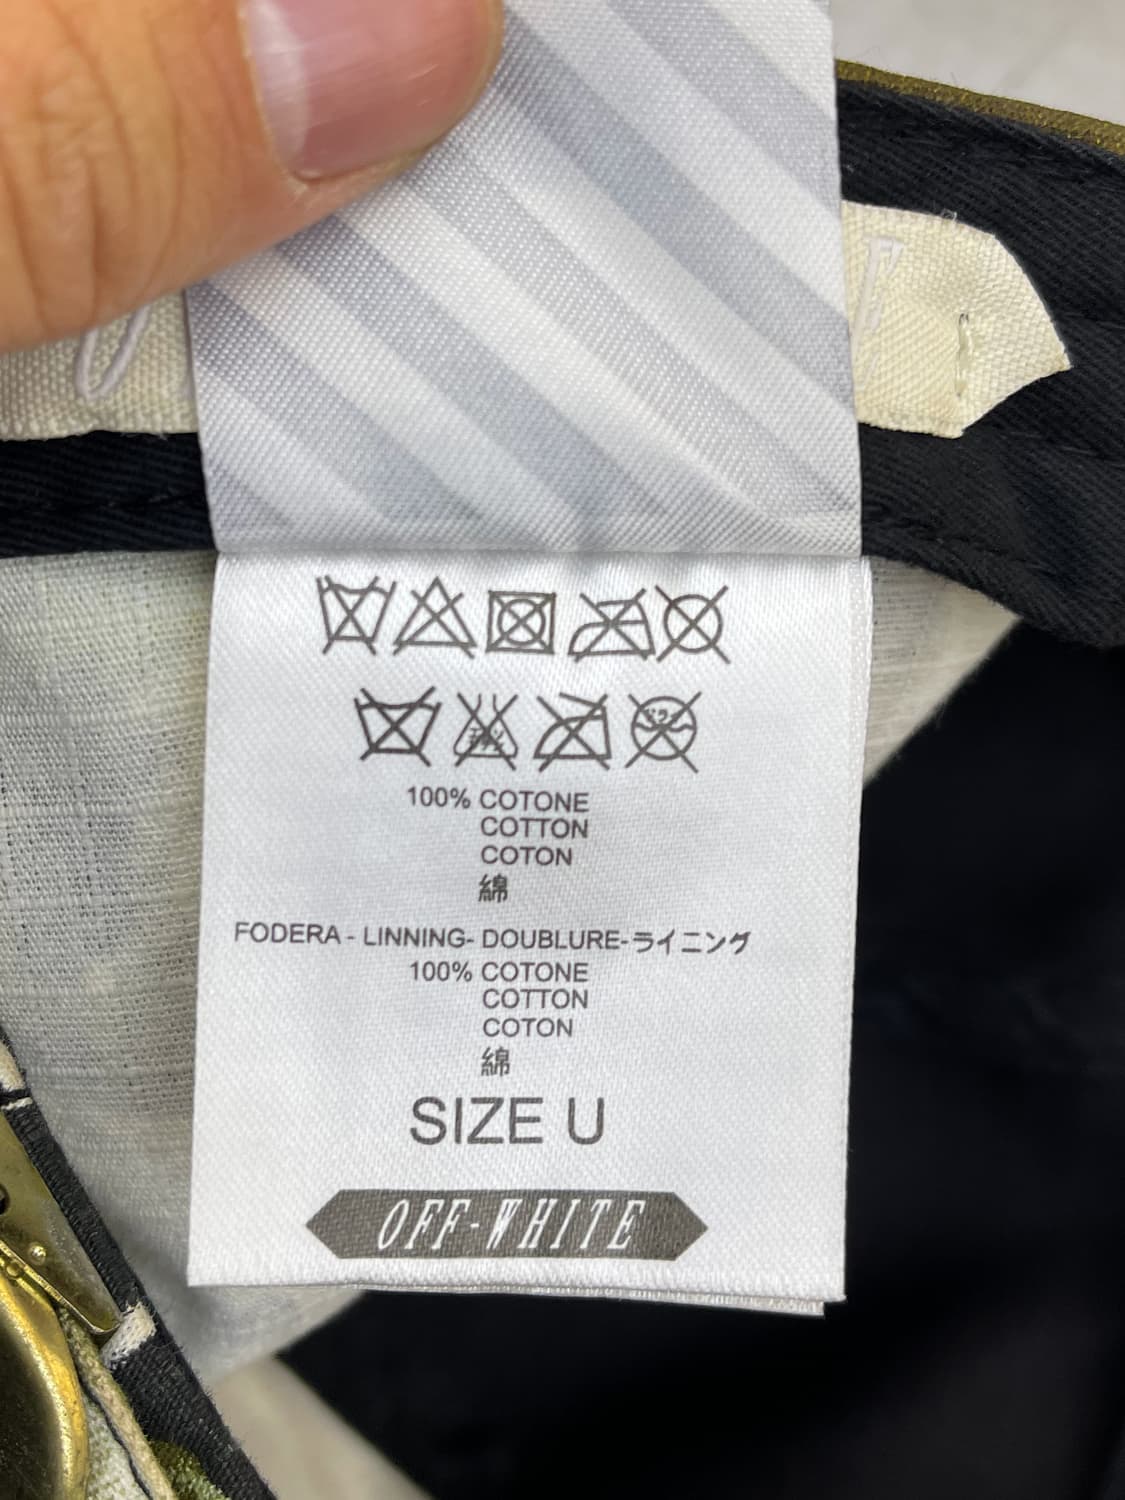 100% COTONE
COTTON
COTON
綿
FODERA - LINNING- DOUBLURE-ライニング
100% COTONE
COTTON
COTON
綿
SIZE U
OFF-WHITE